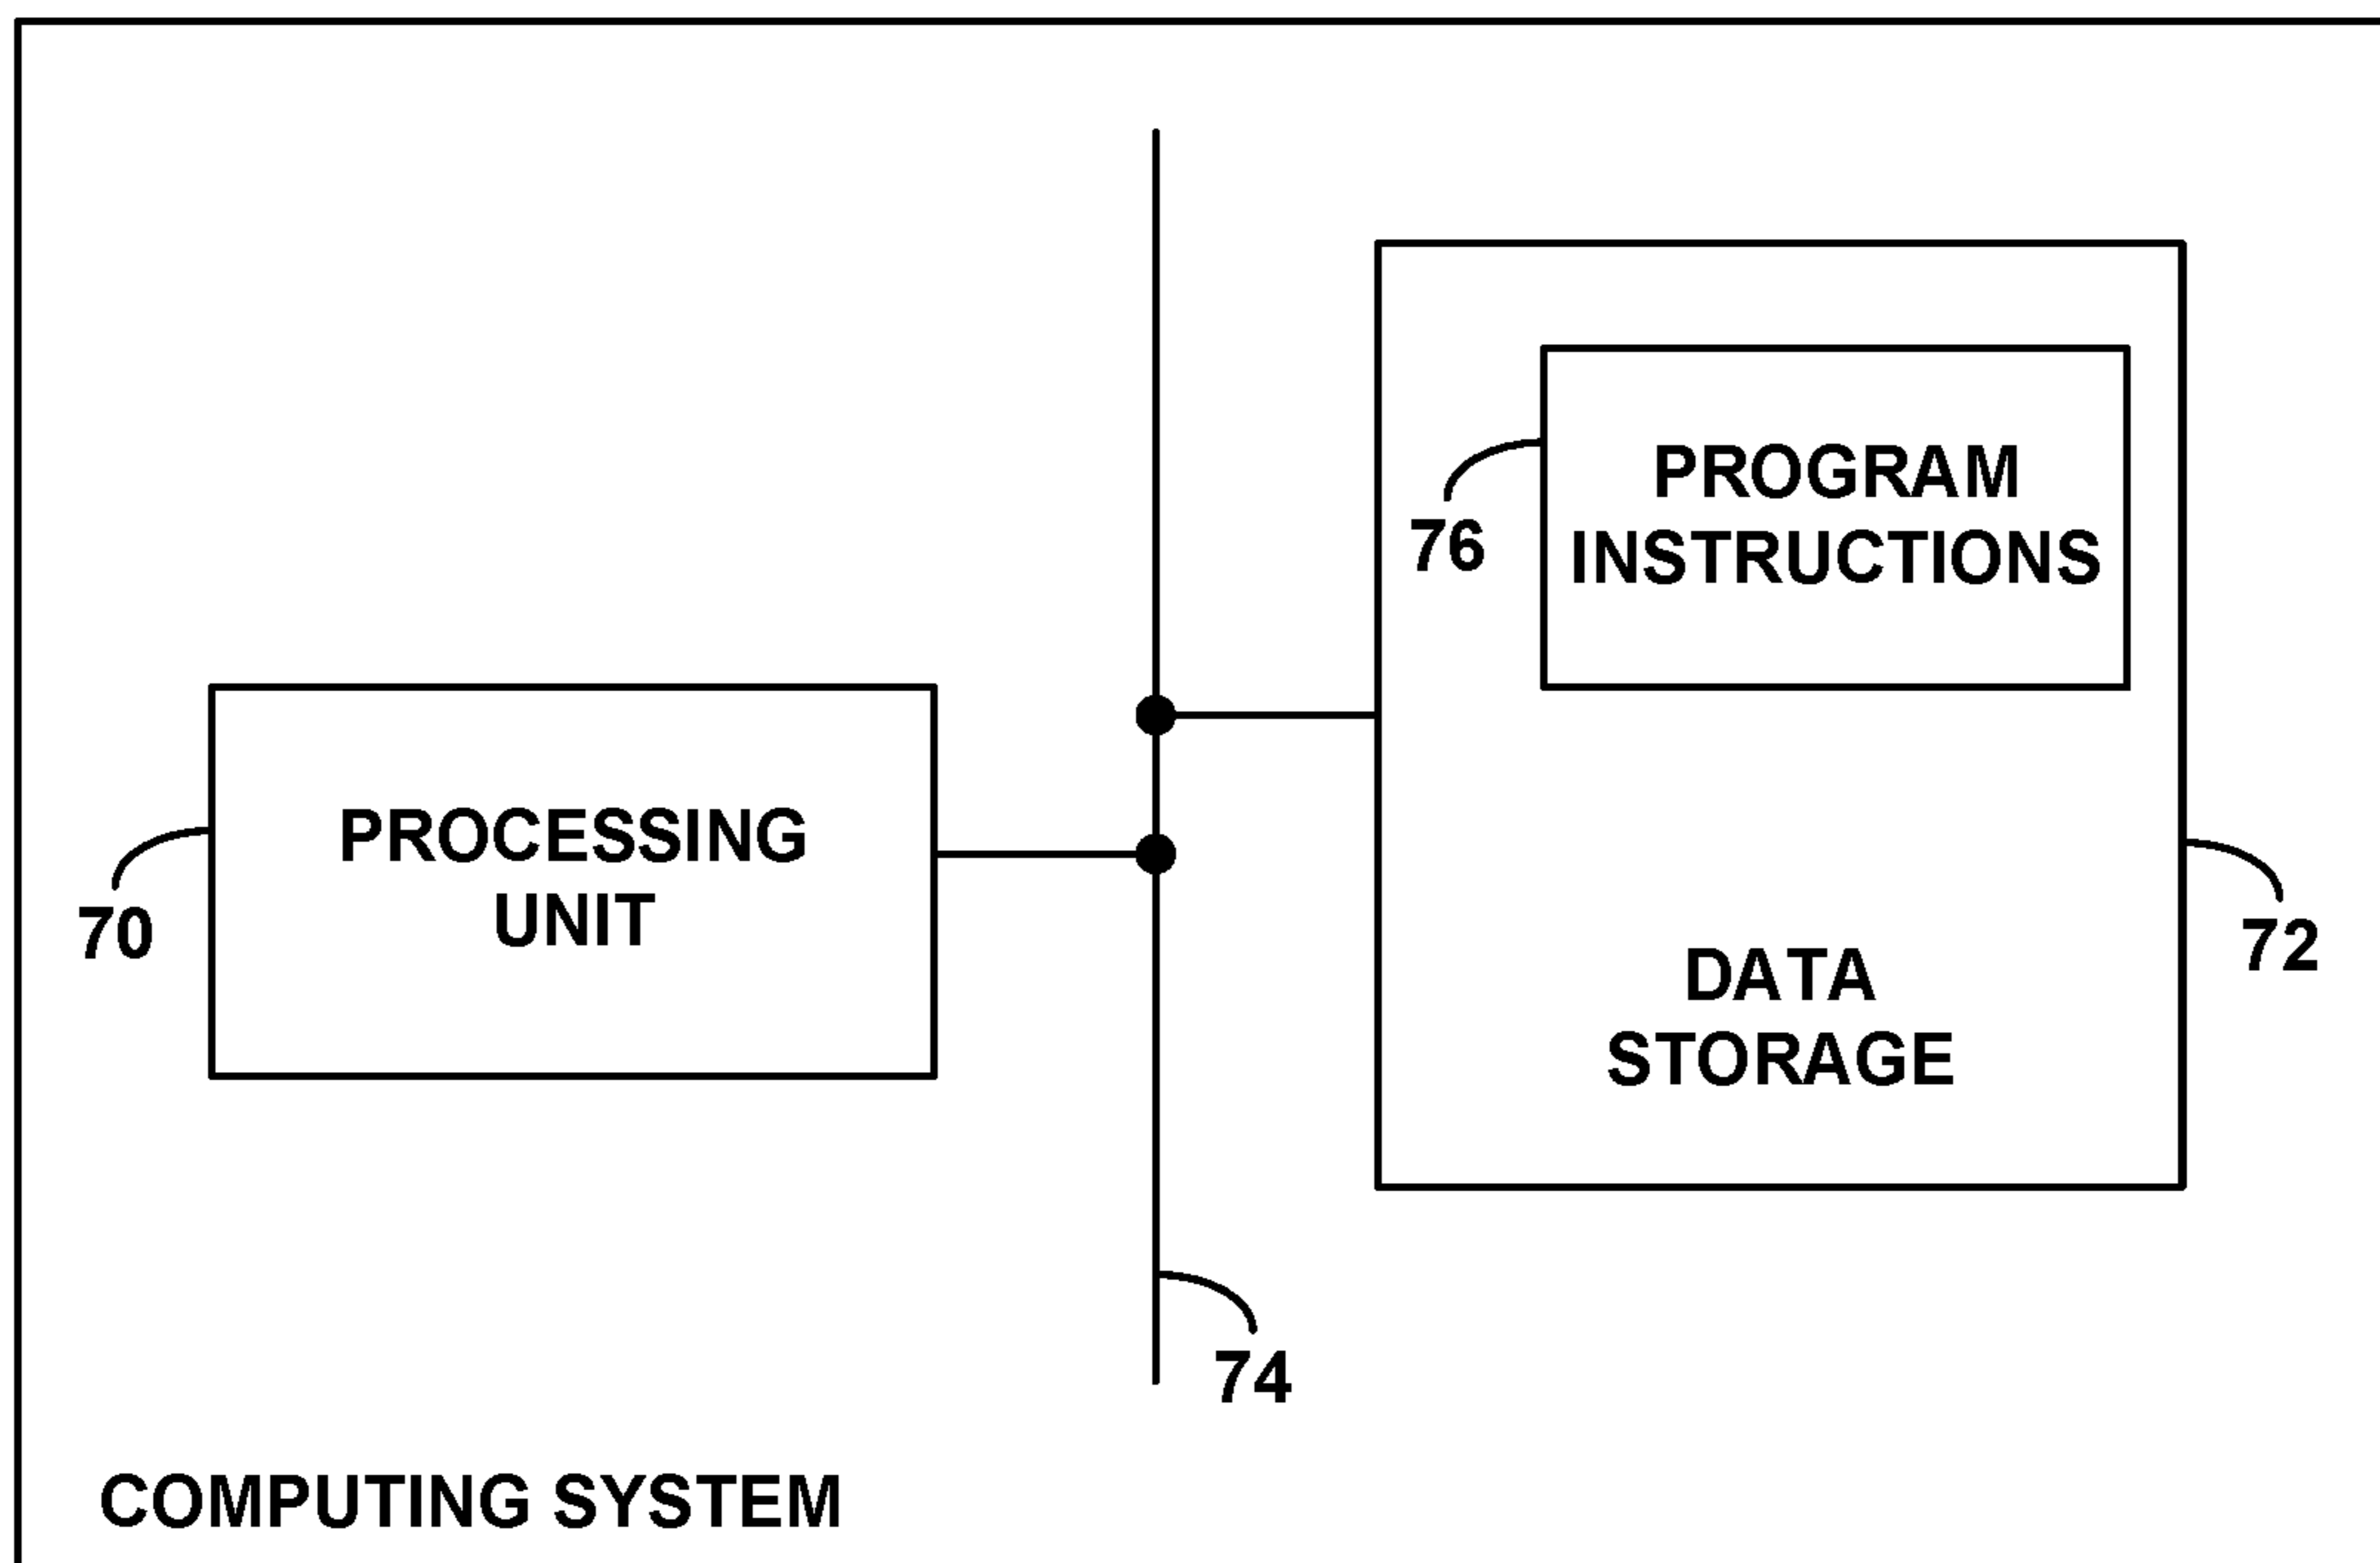 PROGRAM
INSTRUCTIONS
76
PROCESSING
UNIT
70
DATA
STORAGE
72
74
COMPUTING SYSTEM